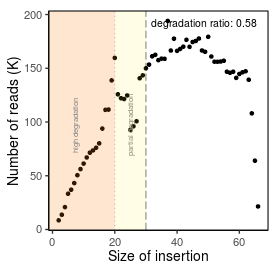 degradation ratio: 0.58
200
150
100
50
0
high degradation
partial degradation
Number of reads (K)
0 20 40 60
Size of insertion